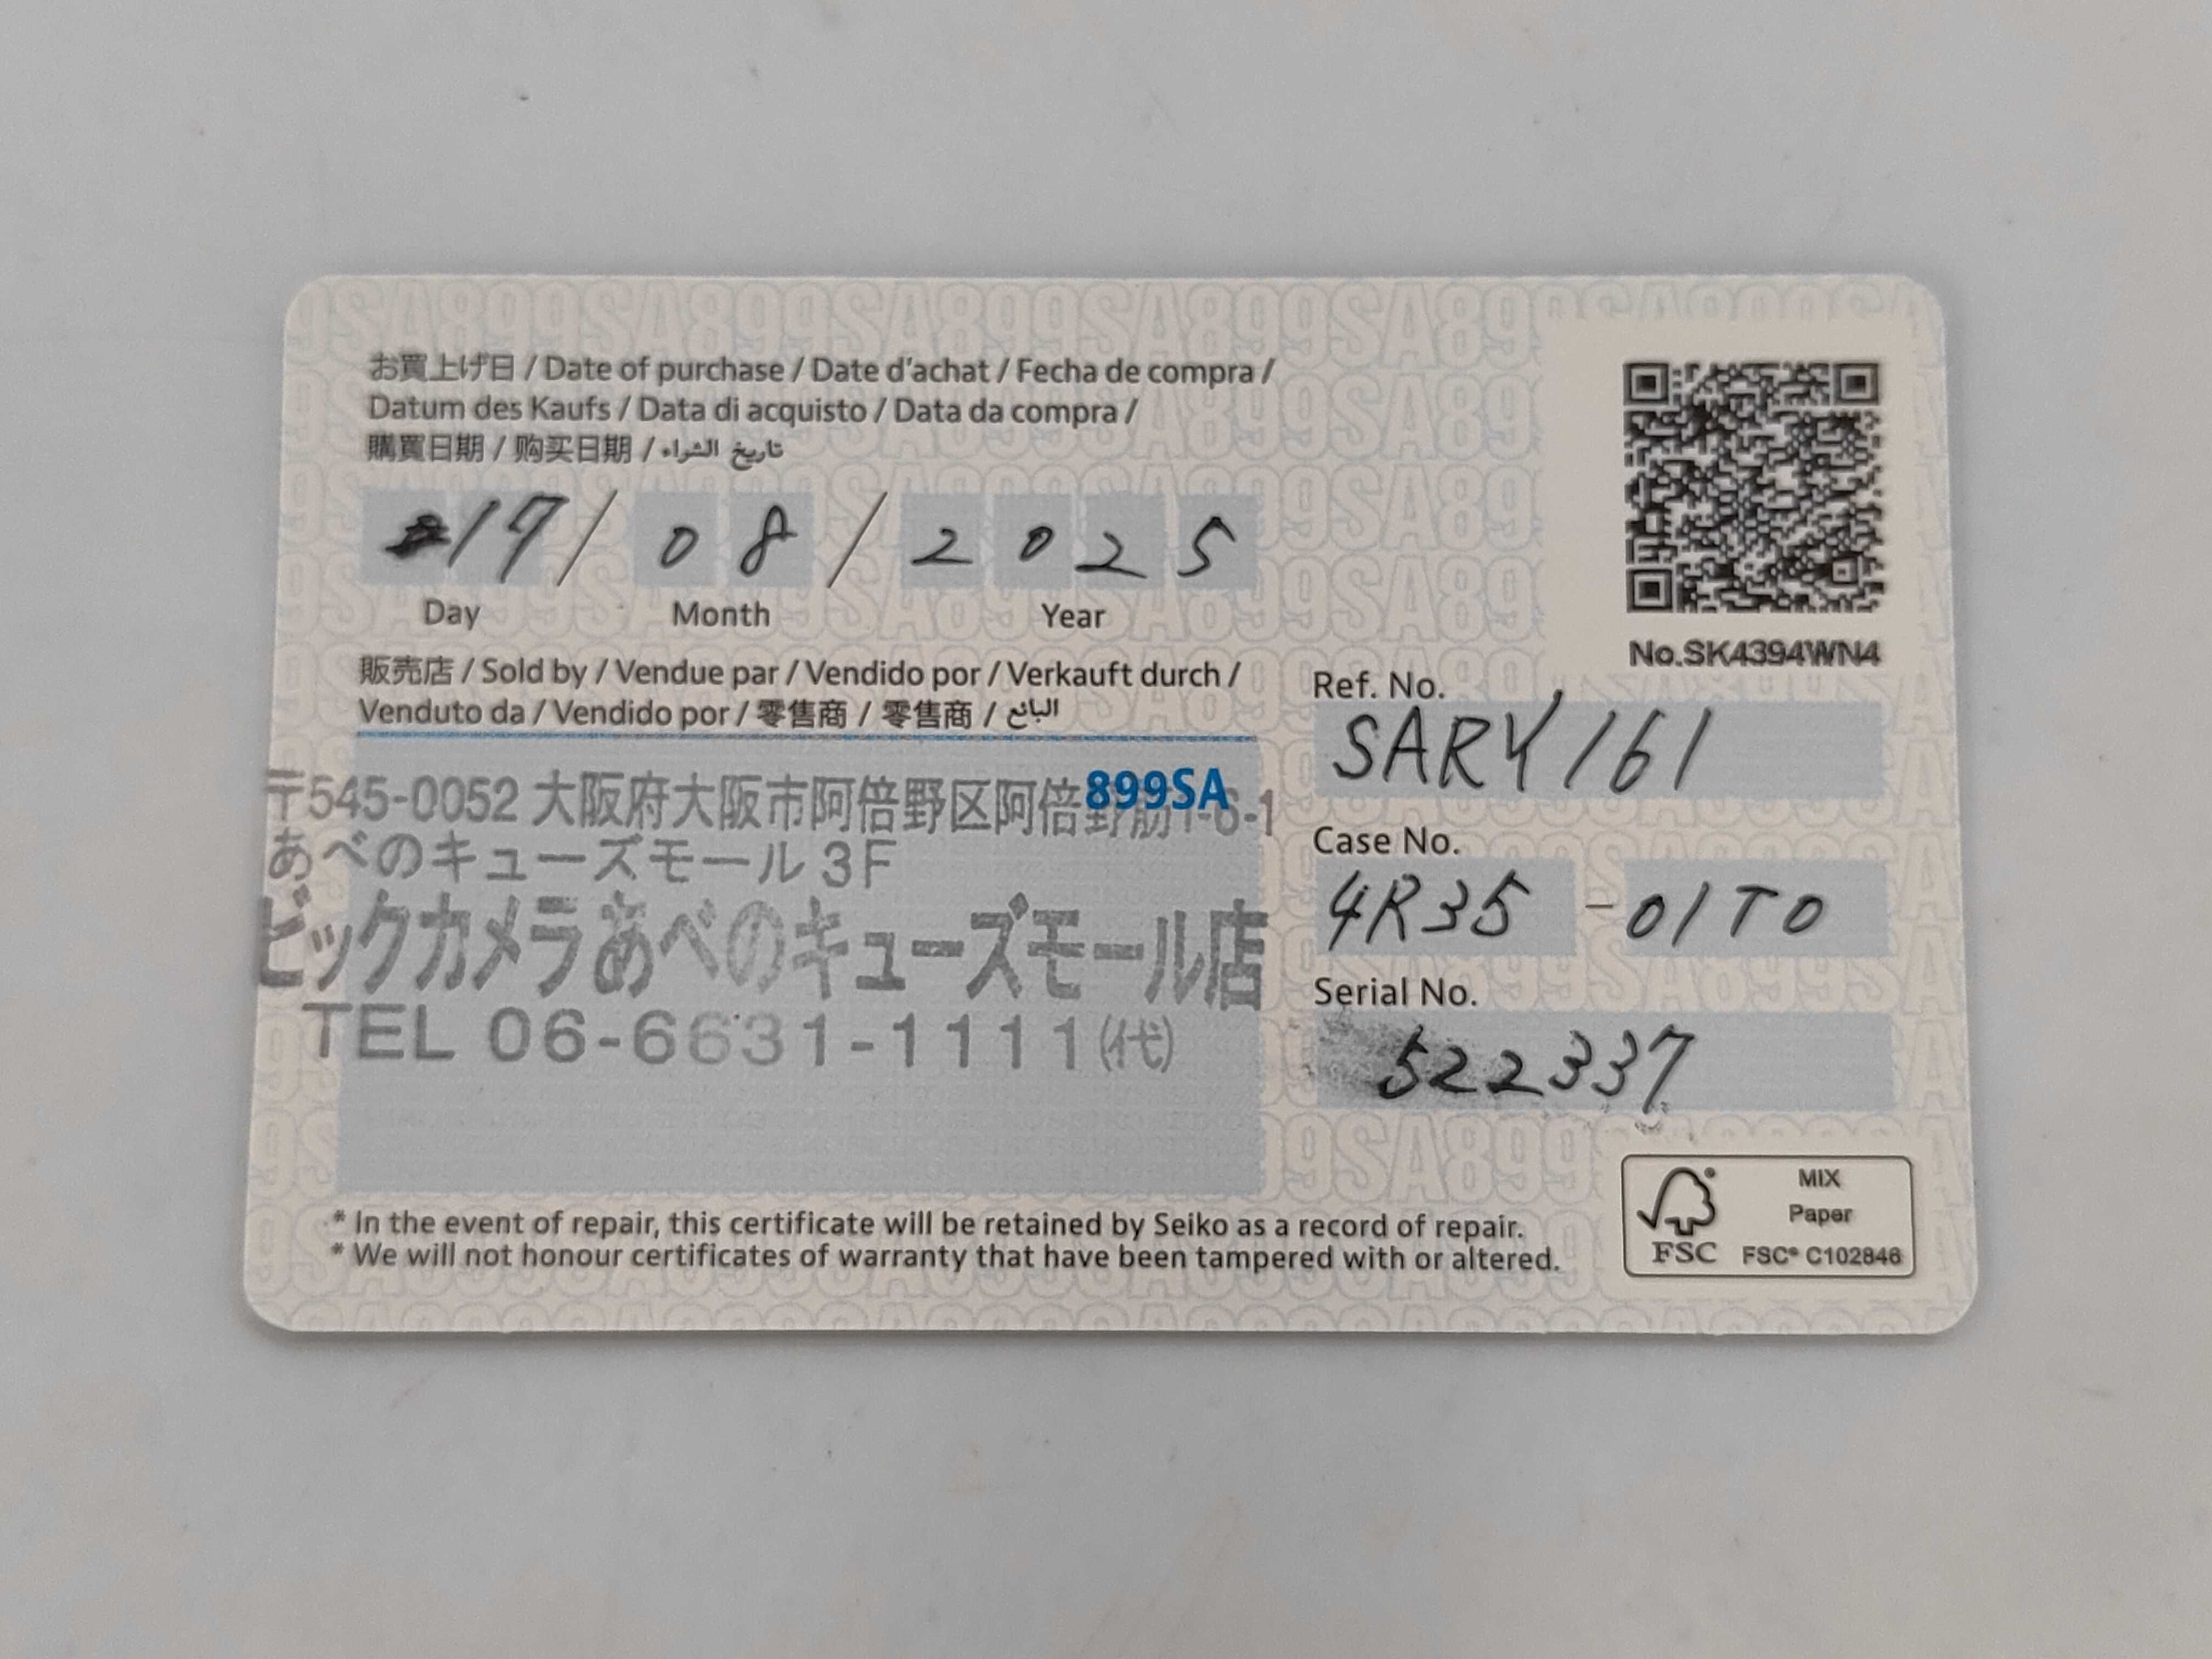 お買上げ日 / Date of purchase / Date d'achat / Fecha de compra /
Datum des Kaufs / Data di acquisto / Data da compra /
購買日期 / 购买日期 / تاريخ الشراء
17 / 08 / 2025
Day Month Year
販売店 / Sold by / Vendue par / Vendido por / Verkauft durch /
Venduto da / Vendido por / 零售商 / 零售商 / البائع
899SA
〒545-0052 大阪府大阪市阿倍野区阿倍野筋1-6-1
あべのキューズモール 3F
ビックカメラあべのキューズモール店
TEL 06-6631-1111㈹
No.SK4394WN4
Ref. No.
SARY161
Case No.
4R35 - 01T0
Serial No.
522337
* In the event of repair, this certificate will be retained by Seiko as a record of repair.
* We will not honour certificates of warranty that have been tampered with or altered.
MIX
Paper
FSC FSC® C102846